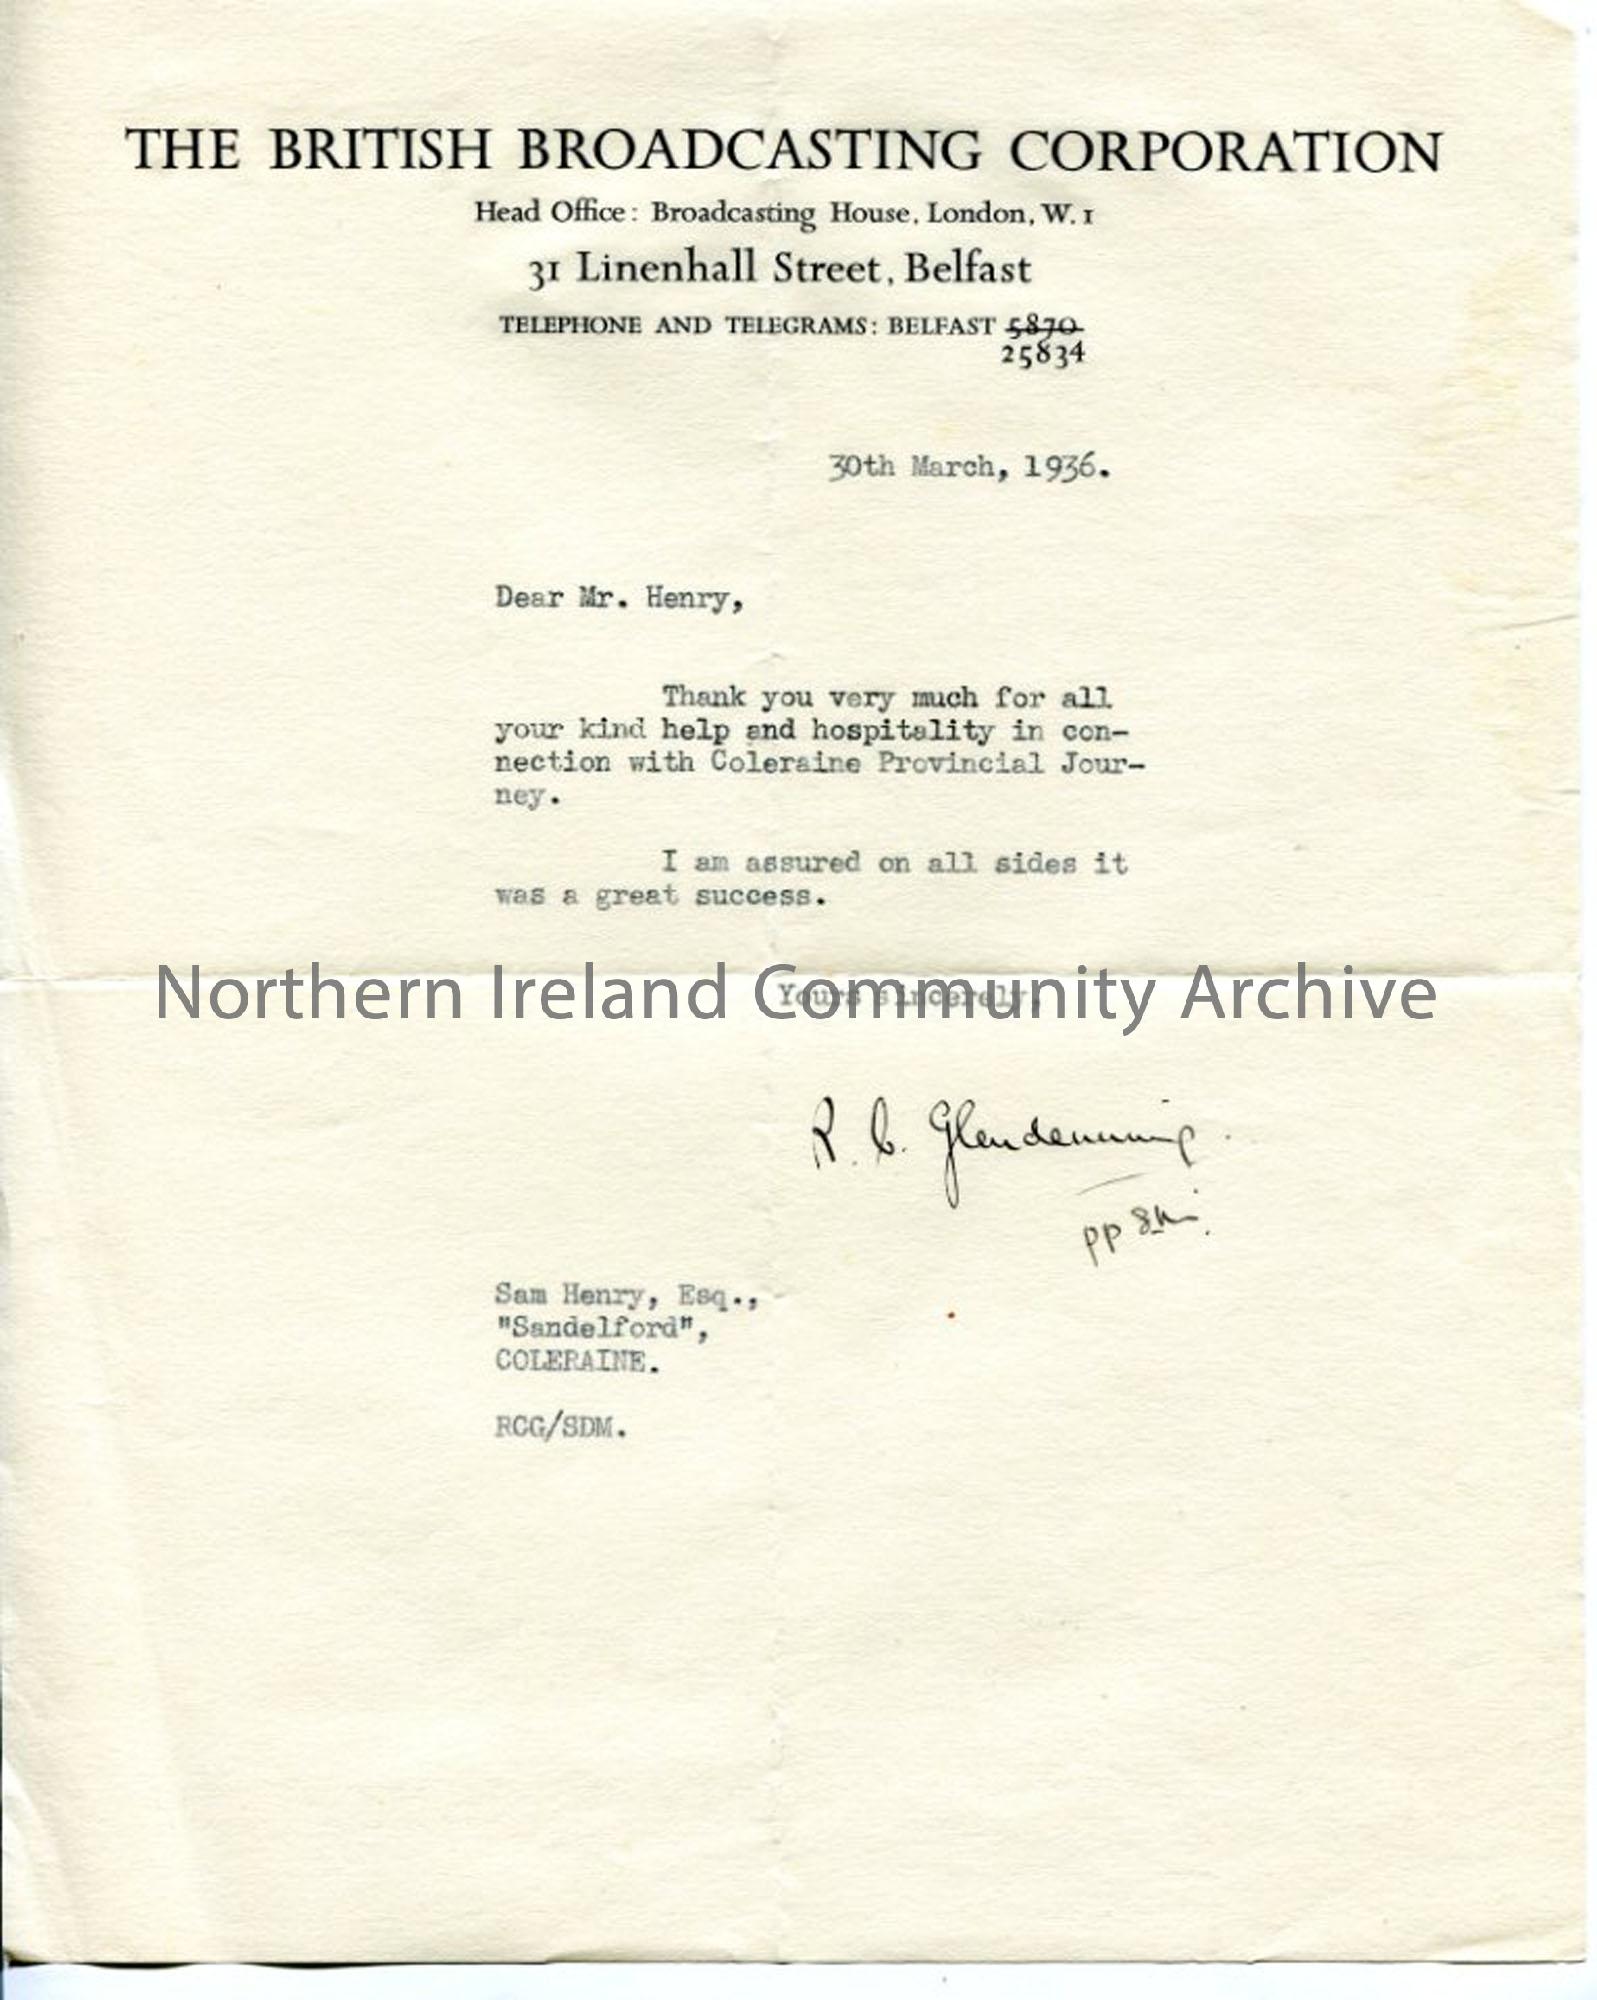 THE BRITISH BROADCASTING CORPORATION
Head Office: Broadcasting House, London, W.1
31 Linenhall Street, Belfast
TELEPHONE AND TELEGRAMS: BELFAST 5870
25834
30th March, 1936.
Dear Mr. Henry,
Thank you very much for all
your kind help and hospitality in con-
nection with Coleraine Provincial Jour-
ney.
I am assured on all sides it
was a great success.
Yours sincerely,
Northern Ireland Community Archive
R. C. Glendenning.
pp
Sam Henry, Esq.,
"Sandelford",
COLERAINE.
RCG/SDM.